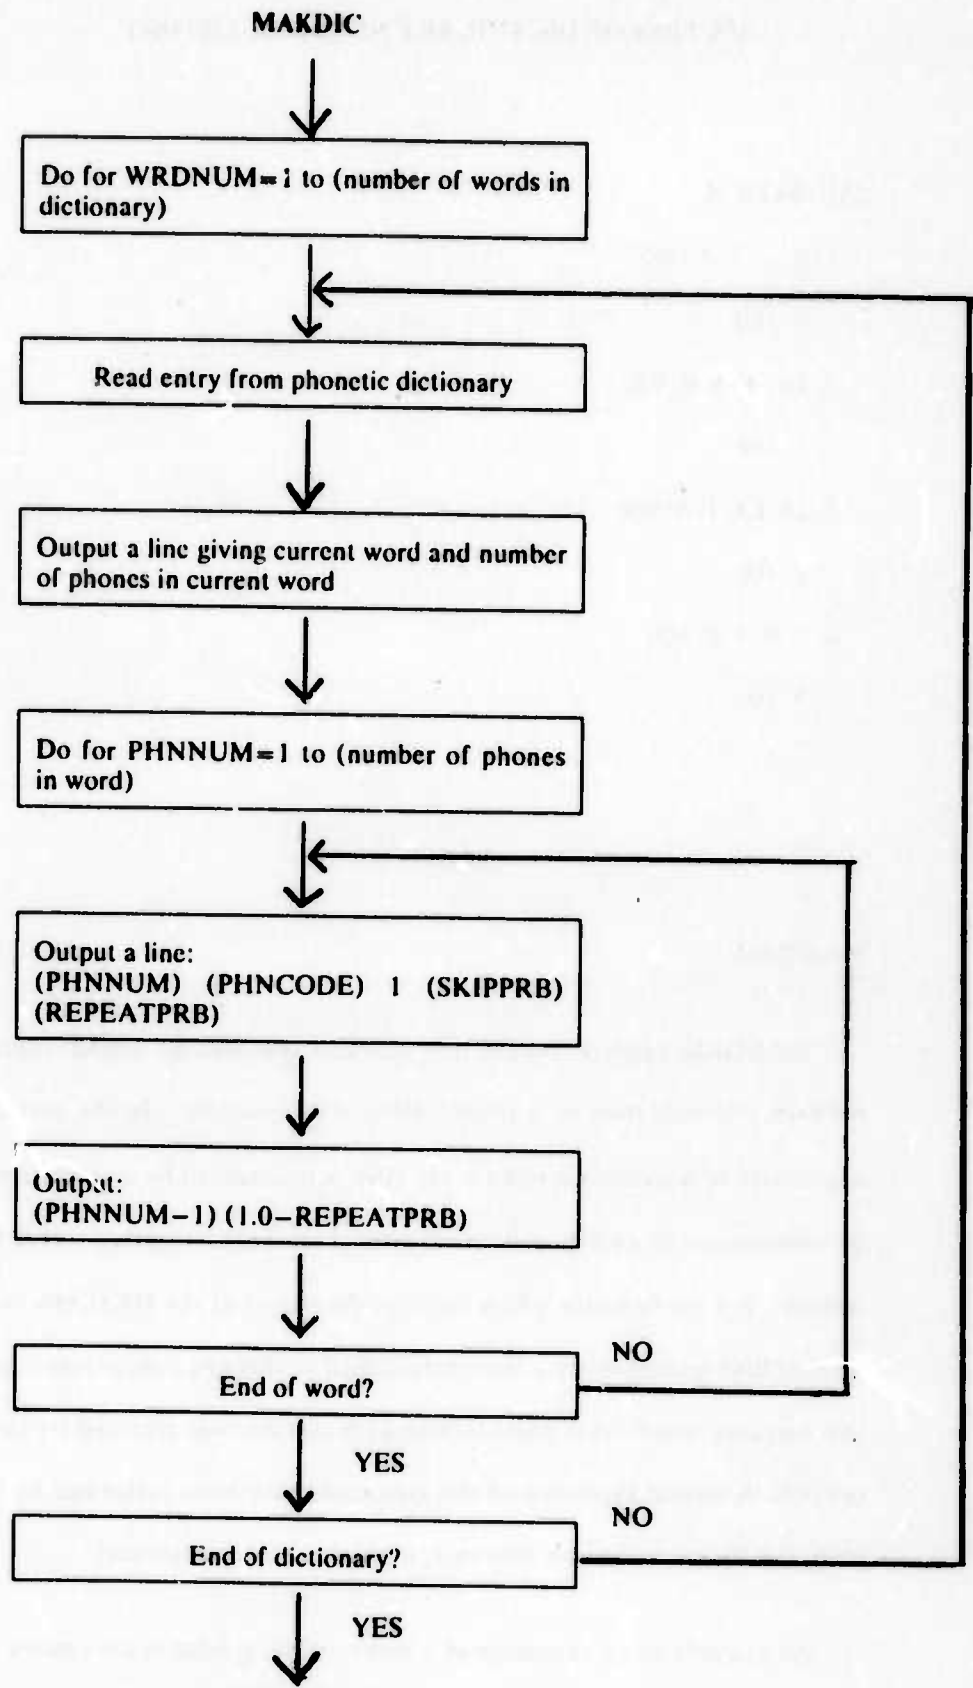 MAKDIC
Do for WRDNUM=1 to (number of words in
dictionary)
Read entry from phonetic dictionary
Output a line giving current word and number
of phones in current word
Do for PHNNUM=1 to (number of phones
in word)
Output a line:
(PHNNUM) (PHNCODE) 1 (SKIPPRB)
(REPEATPRB)
Output:
(PHNNUM-1) (1.0-REPEATPRB)
End of word?
NO
YES
End of dictionary?
NO
YES